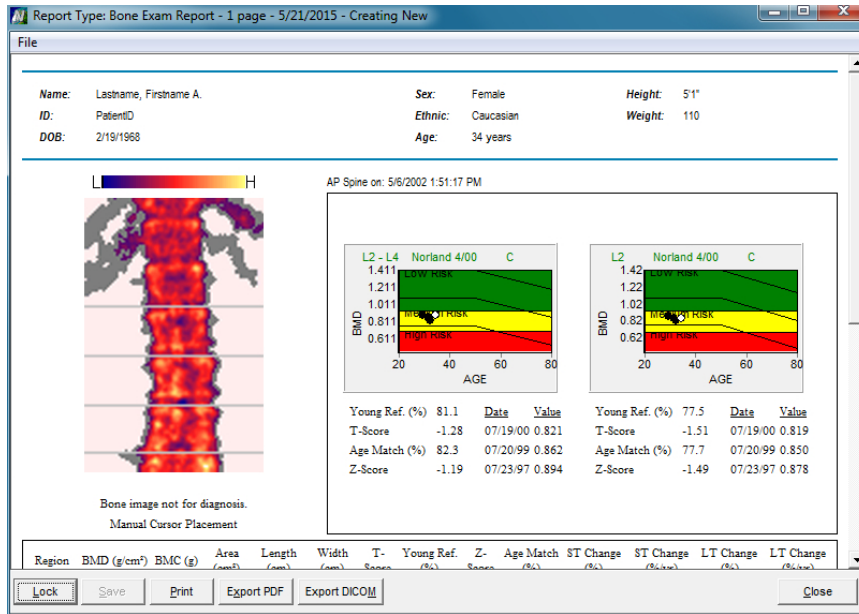 Report Type: Bone Exam Report - 1 page - 5/21/2015 - Creating New
File
Name: Lastname, Firstname A. Sex: Female Height: 5'1"
ID: PatientID Ethnic: Caucasian Weight: 110
DOB: 2/19/1968 Age: 34 years
L H
AP Spine on: 5/6/2002 1:51:17 PM
L2 - L4 Norland 4/00 C
1.411
1.211
1.011
0.811
0.611
BMD
Low Risk
Medium Risk
High Risk
20 40 60 80
AGE
L2 Norland 4/00 C
1.42
1.22
1.02
0.82
0.62
BMD
Low Risk
Medium Risk
High Risk
20 40 60 80
AGE
Young Ref. (%) 81.1 Date Value
T-Score -1.28 07/19/00 0.821
Age Match (%) 82.3 07/20/99 0.862
Z-Score -1.19 07/23/97 0.894
Young Ref. (%) 77.5 Date Value
T-Score -1.51 07/19/00 0.819
Age Match (%) 77.7 07/20/99 0.850
Z-Score -1.49 07/23/97 0.878
Bone image not for diagnosis.
Manual Cursor Placement
Region BMD (g/cm²) BMC (g) Area Length Width T- Young Ref. Z- Age Match ST Change ST Change LT Change LT Change
(cm²) (cm) (cm) Score (%) Score (%) (%) (%/yr) (%) (%/yr)
Lock Save Print Export PDF Export DICOM Close